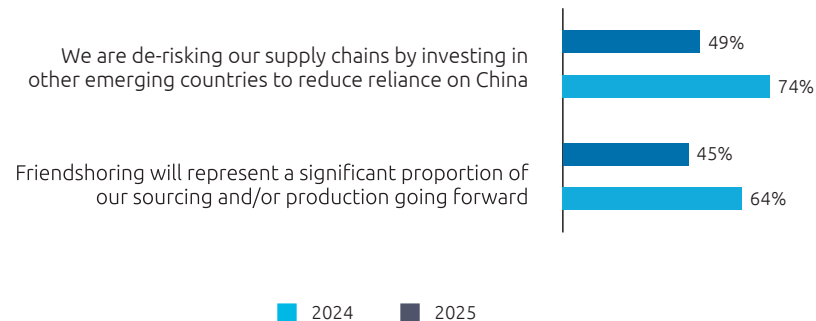 We are de-risking our supply chains by investing in
other emerging countries to reduce reliance on China
49%
74%
Friendshoring will represent a significant proportion of
our sourcing and/or production going forward
45%
64%
2024 2025